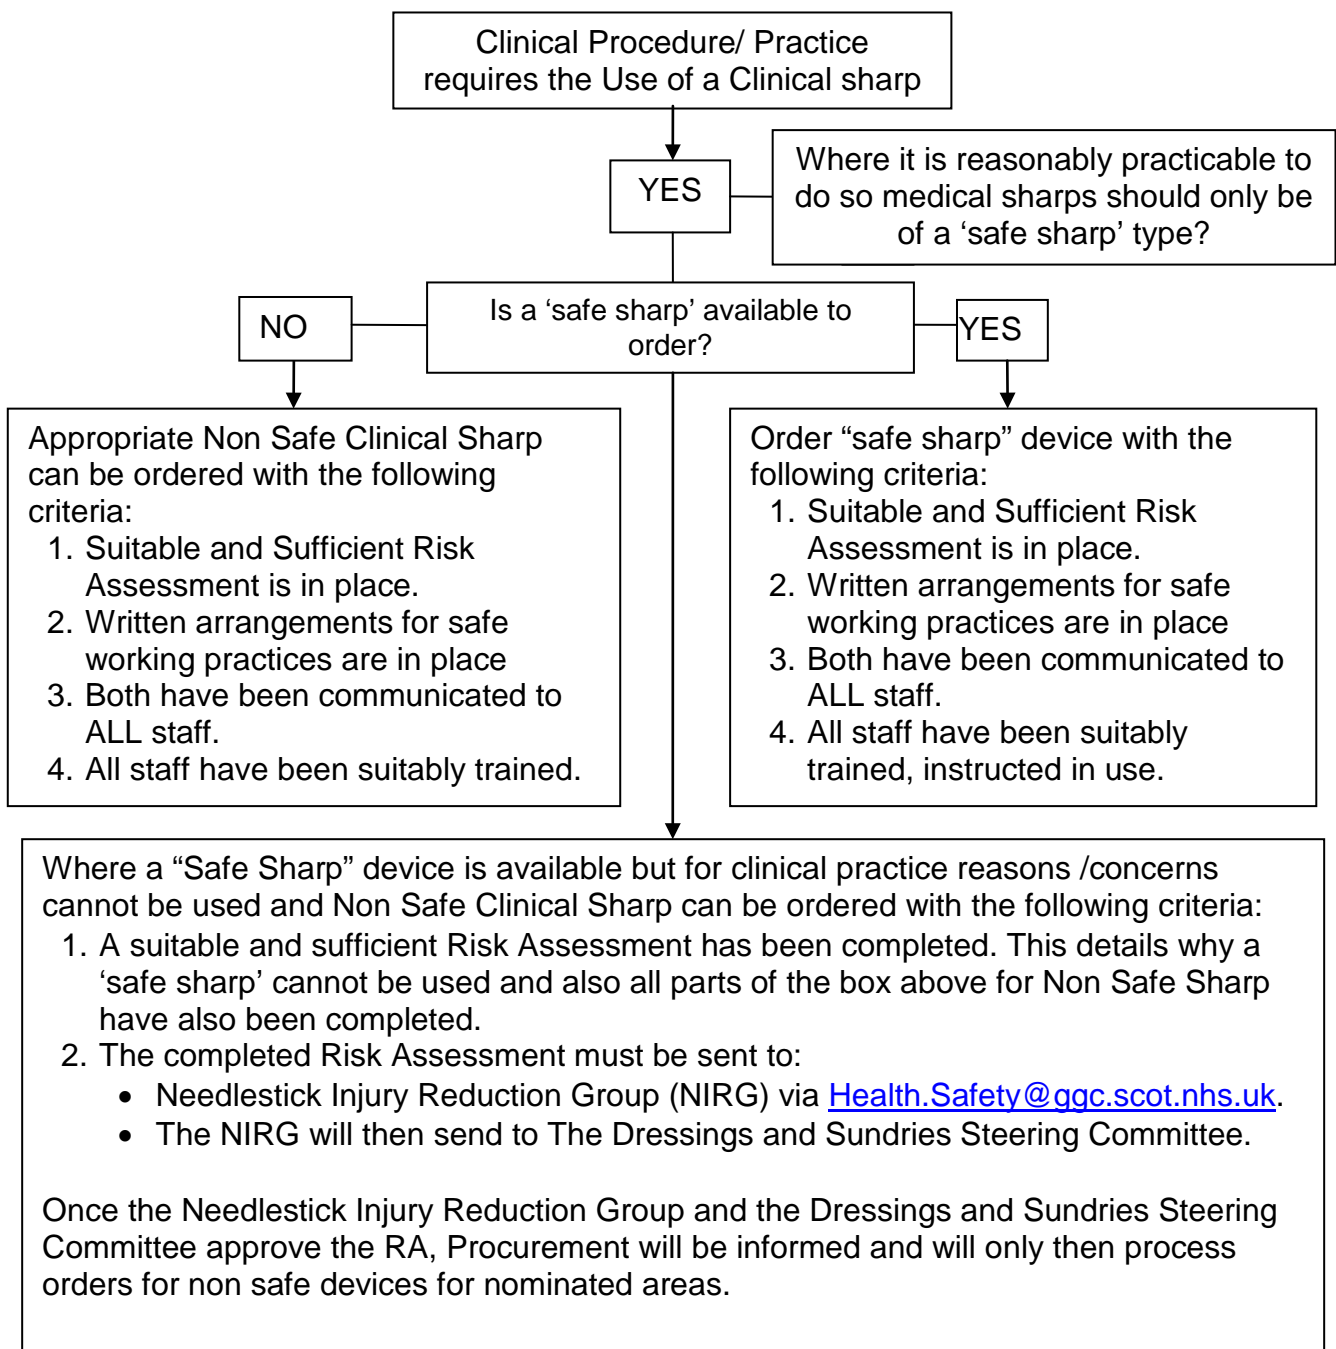 Clinical Procedure/ Practice
requires the Use of a Clinical sharp
YES
Where it is reasonably practicable to
do so medical sharps should only be
of a ‘safe sharp’ type?
NO
Is a ‘safe sharp’ available to
order?
YES
Appropriate Non Safe Clinical Sharp
can be ordered with the following
criteria:
1. Suitable and Sufficient Risk
Assessment is in place.
2. Written arrangements for safe
working practices are in place
3. Both have been communicated to
ALL staff.
4. All staff have been suitably trained.
Order “safe sharp” device with the
following criteria:
1. Suitable and Sufficient Risk
Assessment is in place.
2. Written arrangements for safe
working practices are in place
3. Both have been communicated to
ALL staff.
4. All staff have been suitably
trained, instructed in use.
Where a “Safe Sharp” device is available but for clinical practice reasons /concerns
cannot be used and Non Safe Clinical Sharp can be ordered with the following criteria:
1. A suitable and sufficient Risk Assessment has been completed. This details why a
‘safe sharp’ cannot be used and also all parts of the box above for Non Safe Sharp
have also been completed.
2. The completed Risk Assessment must be sent to:
• Needlestick Injury Reduction Group (NIRG) via Health.Safety@ggc.scot.nhs.uk.
• The NIRG will then send to The Dressings and Sundries Steering Committee.
Once the Needlestick Injury Reduction Group and the Dressings and Sundries Steering
Committee approve the RA, Procurement will be informed and will only then process
orders for non safe devices for nominated areas.